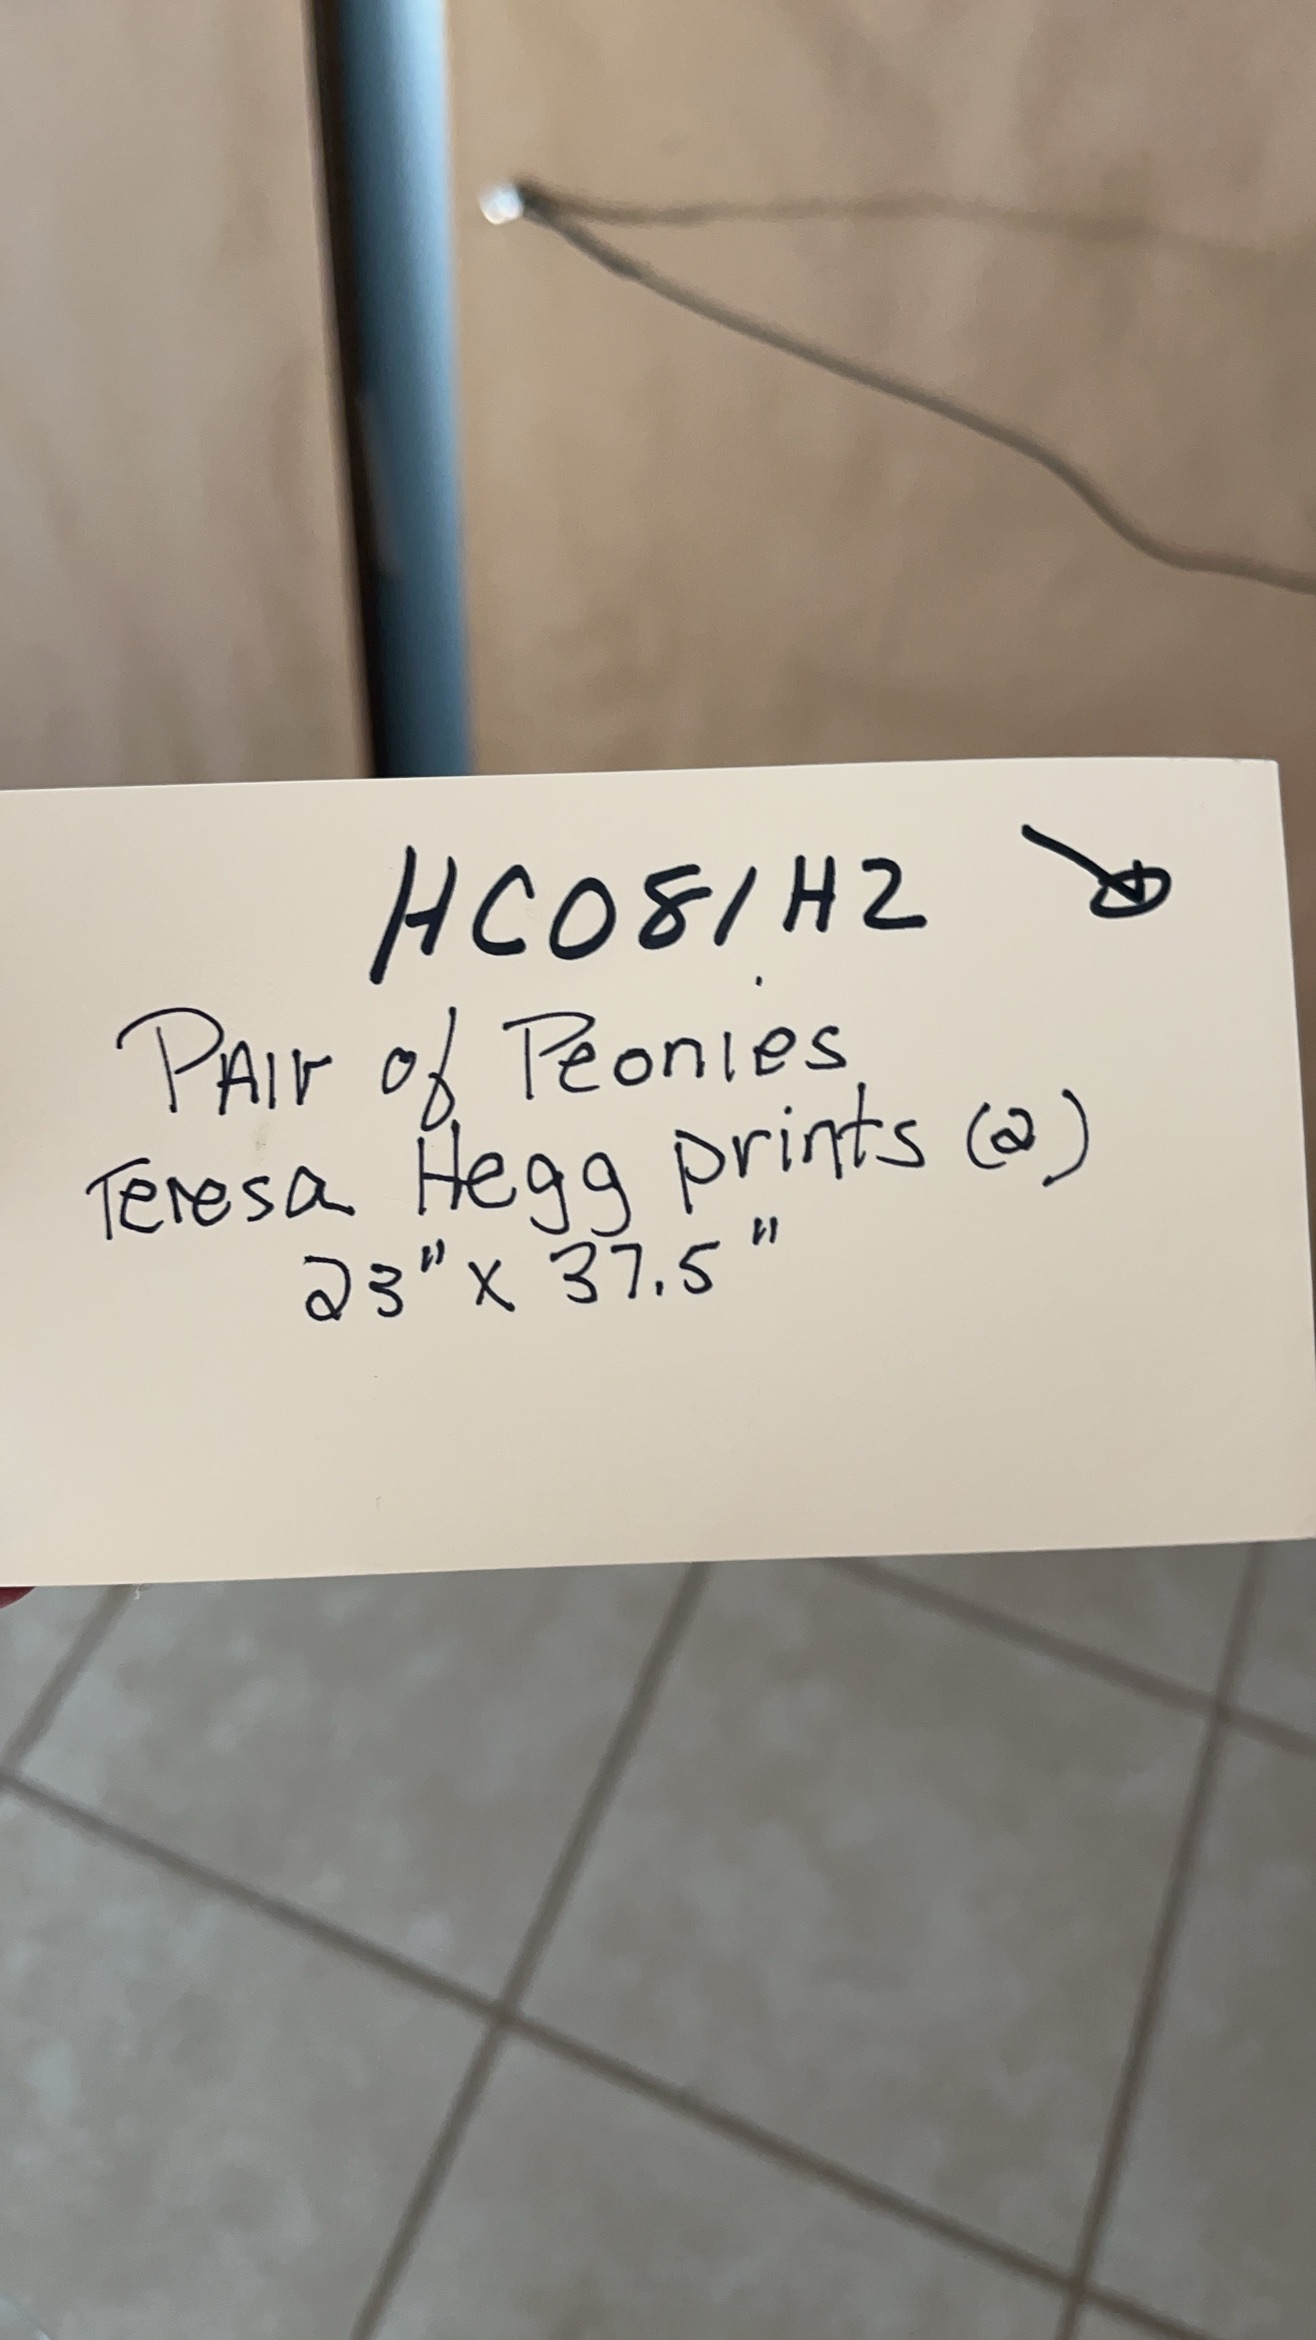 HC081H2
PAIr of Peonies
Teresa Hegg prints (2)
23" x 37.5"